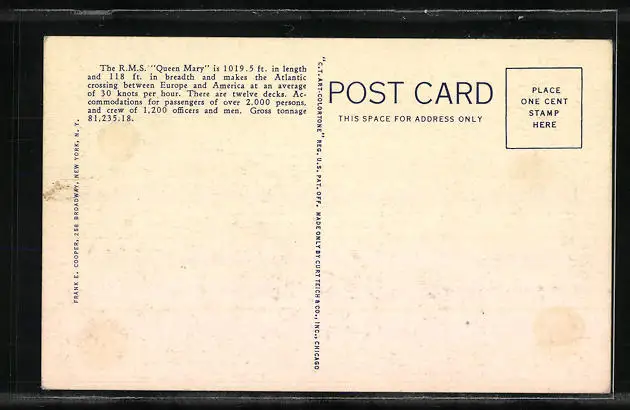 The R.M.S. "Queen Mary" is 1019.5 ft. in length
and 118 ft. in breadth and makes the Atlantic
crossing between Europe and America at an average
of 30 knots per hour. There are twelve decks. Ac-
commodations for passengers of over 2,000 persons,
and crew of 1,200 officers and men. Gross tonnage
81,235.18.
FRANK E. COOPER, 258 BROADWAY, NEW YORK, N. Y.
"C.T. ART-COLORTONE" REG. U.S. PAT. OFF. MADE ONLY BY CURT TEICH & CO., INC., CHICAGO
POST CARD
THIS SPACE FOR ADDRESS ONLY
PLACE
ONE CENT
STAMP
HERE